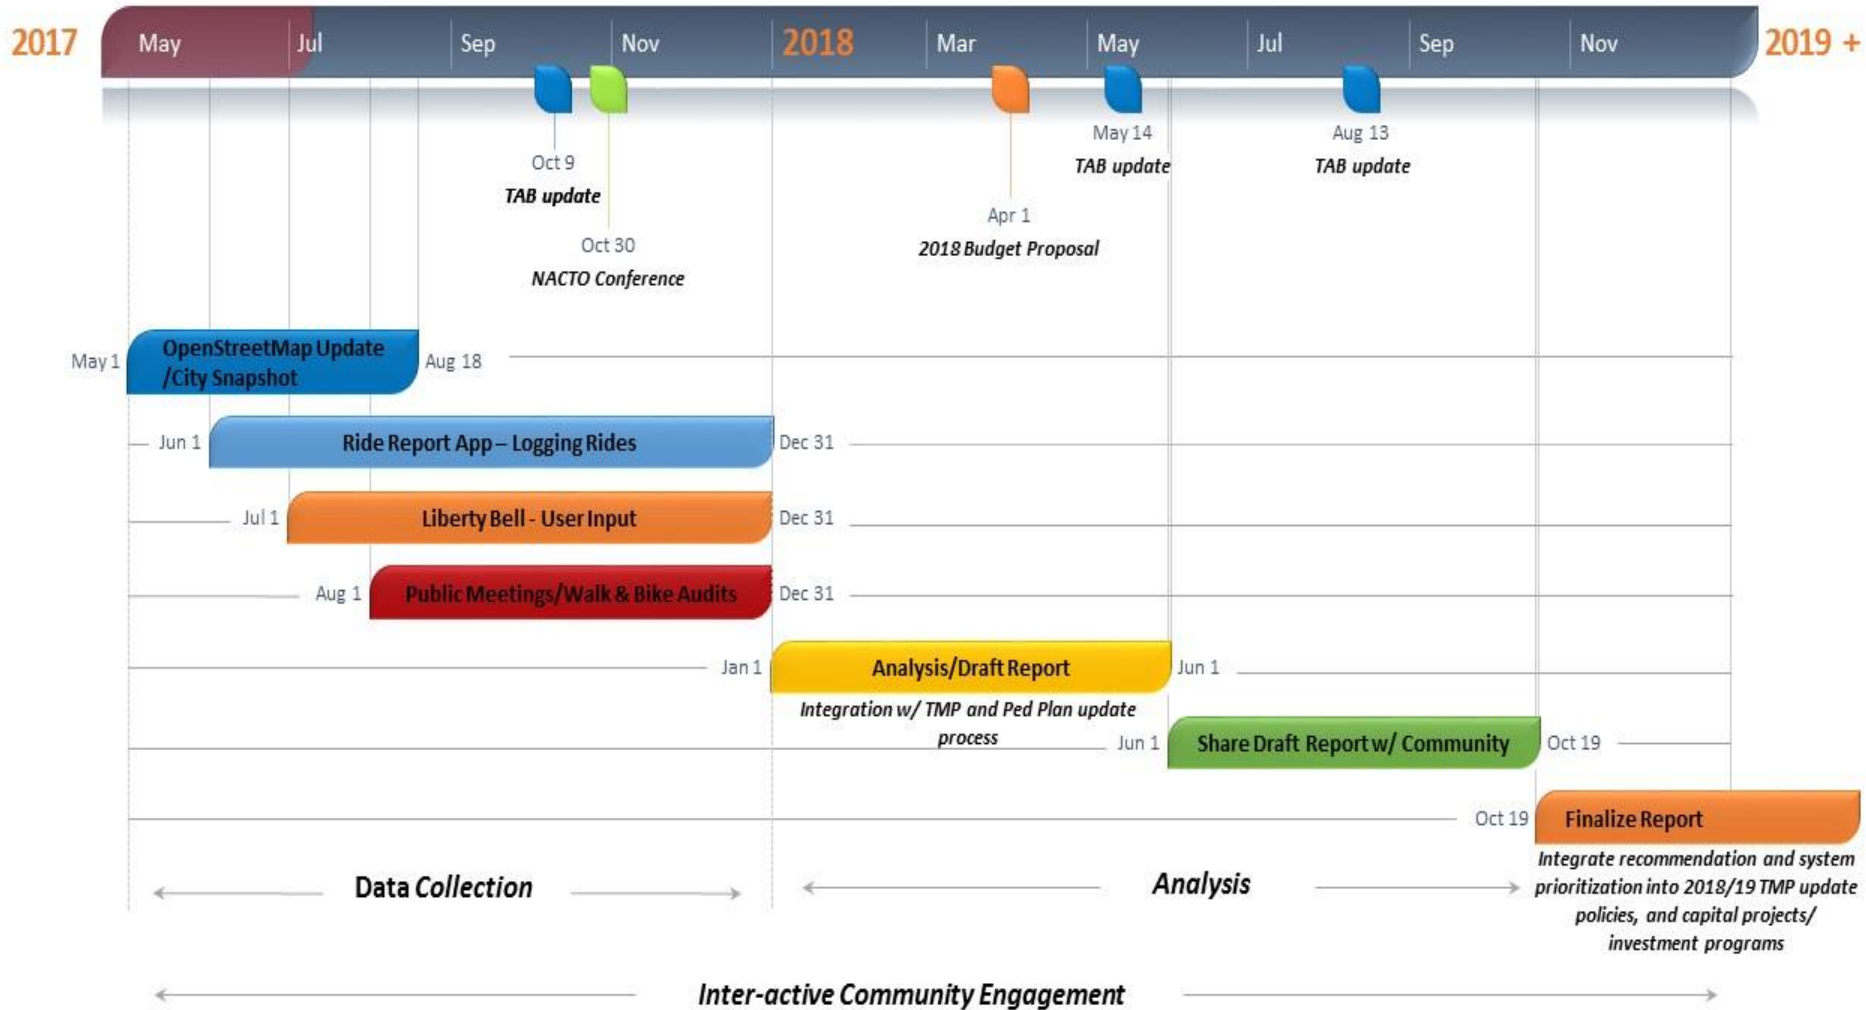 2017
May
Jul
Sep
Nov
2018
Mar
May
Jul
Sep
Nov
2019 +
Oct 9
TAB update
Oct 30
NACTO Conference
Apr 1
2018 Budget Proposal
May 14
TAB update
Aug 13
TAB update
May 1
OpenStreetMap Update
/City Snapshot
Aug 18
Jun 1
Ride Report App – Logging Rides
Dec 31
Jul 1
Liberty Bell - User Input
Dec 31
Aug 1
Public Meetings/Walk & Bike Audits
Dec 31
Jan 1
Analysis/Draft Report
Jun 1
Integration w/ TMP and Ped Plan update
process
Jun 1
Share Draft Report w/ Community
Oct 19
Oct 19
Finalize Report
Integrate recommendation and system
prioritization into 2018/19 TMP update
policies, and capital projects/
investment programs
Data Collection
Analysis
Inter-active Community Engagement